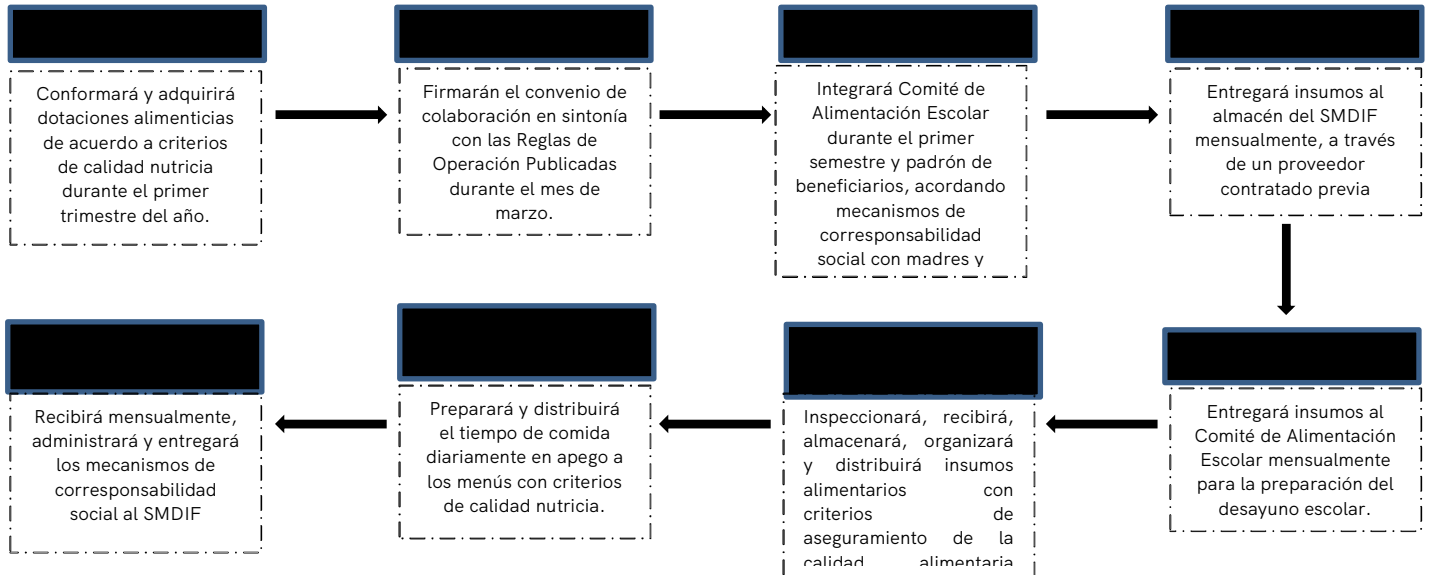 Conformará y adquirirá
dotaciones alimenticias
de acuerdo a criterios
de calidad nutricia
durante el primer
trimestre del año.
Firmarán el convenio de
colaboración en sintonía
con las Reglas de
Operación Publicadas
durante el mes de
marzo.
Integrará Comité de
Alimentación Escolar
durante el primer
semestre y padrón de
beneficiarios, acordando
mecanismos de
corresponsabilidad
social con madres y
Entregará insumos al
almacén del SMDIF
mensualmente, a través
de un proveedor
contratado previa
Entregará insumos al
Comité de Alimentación
Escolar mensualmente
para la preparación del
desayuno escolar.
Inspeccionará, recibirá,
almacenará, organizará
y distribuirá insumos
alimentarios con
criterios de
aseguramiento de la
calidad alimentaria
Preparará y distribuirá
el tiempo de comida
diariamente en apego a
los menús con criterios
de calidad nutricia.
Recibirá mensualmente,
administrará y entregará
los mecanismos de
corresponsabilidad
social al SMDIF